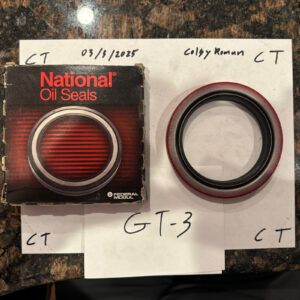 CT
03/3/2025
Colby Roman
CT
National®
Oil Seals
FEDERAL
MOGUL
GT-3
CT
CT